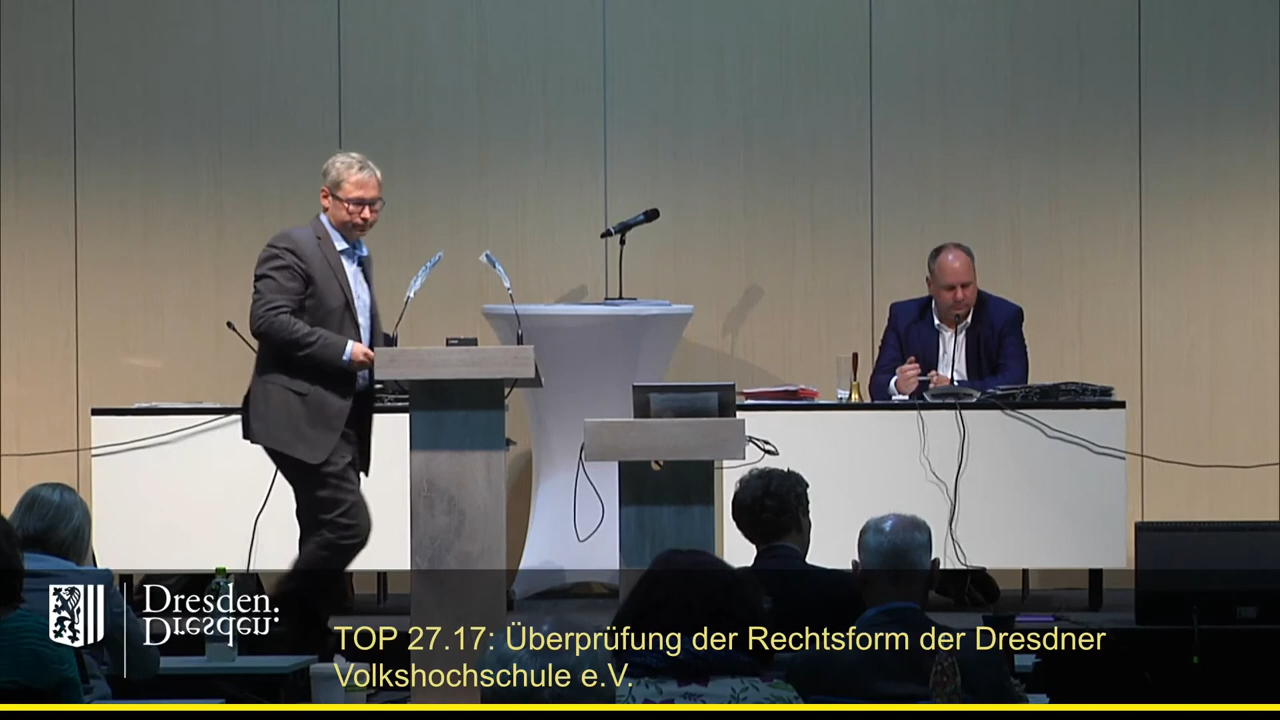 Dresden.
Dresden.
TOP 27.17: Überprüfung der Rechtsform der Dresdner
Volkshochschule e.V.